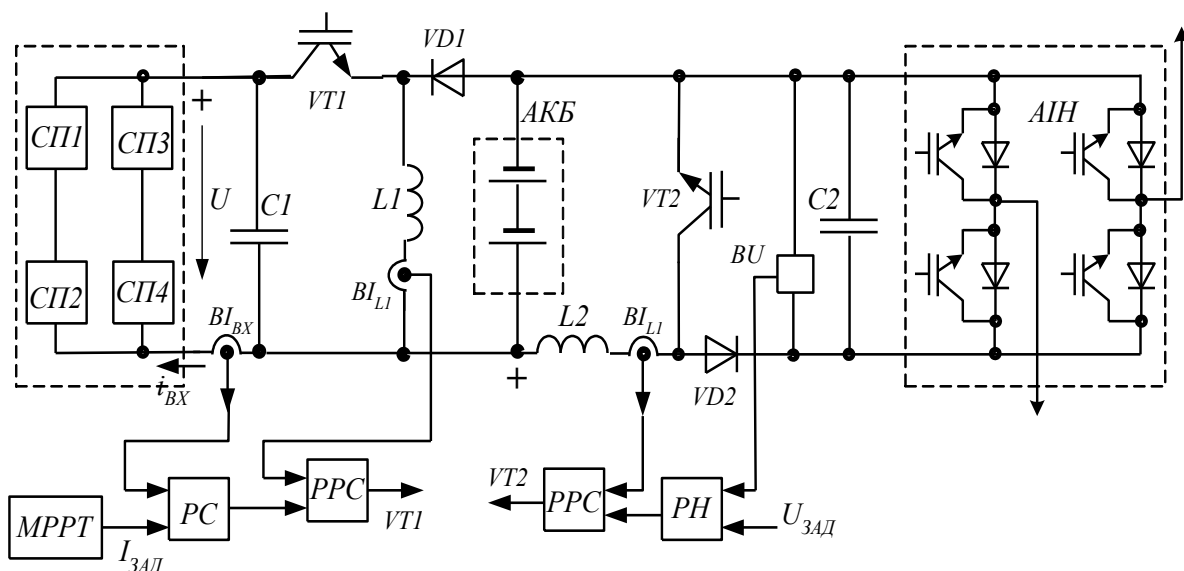 VD1
VT1
АКБ
АІН
СП1
СП3
+
U
C1
L1
VT2
C2
BU
СП2
СП4
BI_L1
BI_ВХ
L2
BI_L1
i_ВХ
+
VD2
МРРТ
I_ЗАД
РС
РРС
VT1
VT2
РРС
РН
U_ЗАД